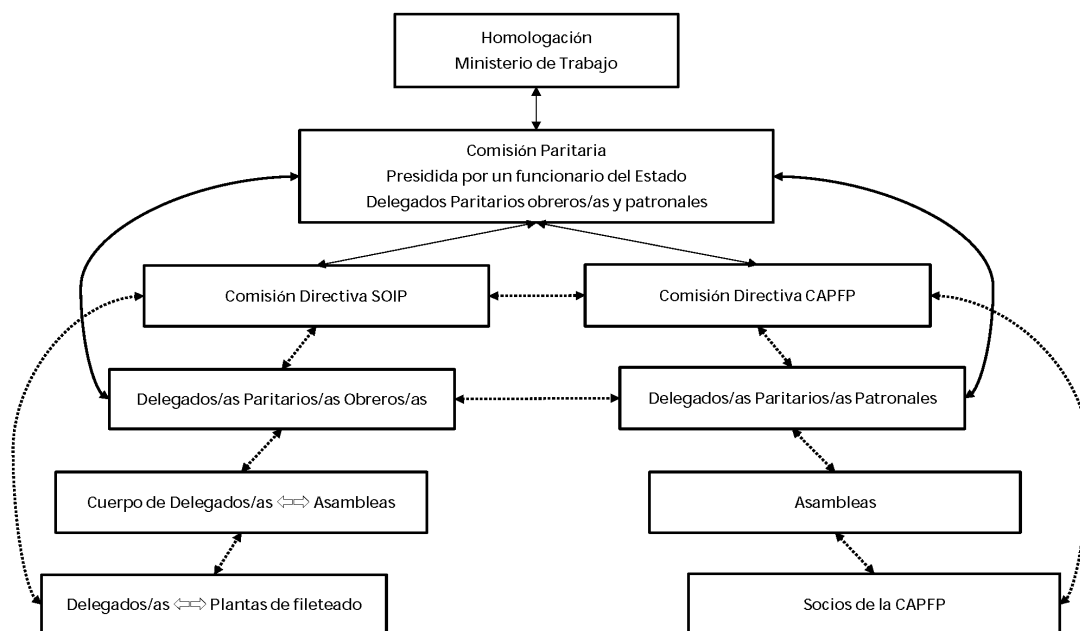 Homologación
Ministerio de Trabajo
Comisión Paritaria
Presidida por un funcionario del Estado
Delegados Paritarios obreros/as y patronales
Comisión Directiva SOIP
Comisión Directiva CAPFP
Delegados/as Paritarios/as Obreros/as
Delegados/as Paritarios/as Patronales
Cuerpo de Delegados/as ⇔ Asambleas
Asambleas
Delegados/as ⇔ Plantas de fileteado
Socios de la CAPFP